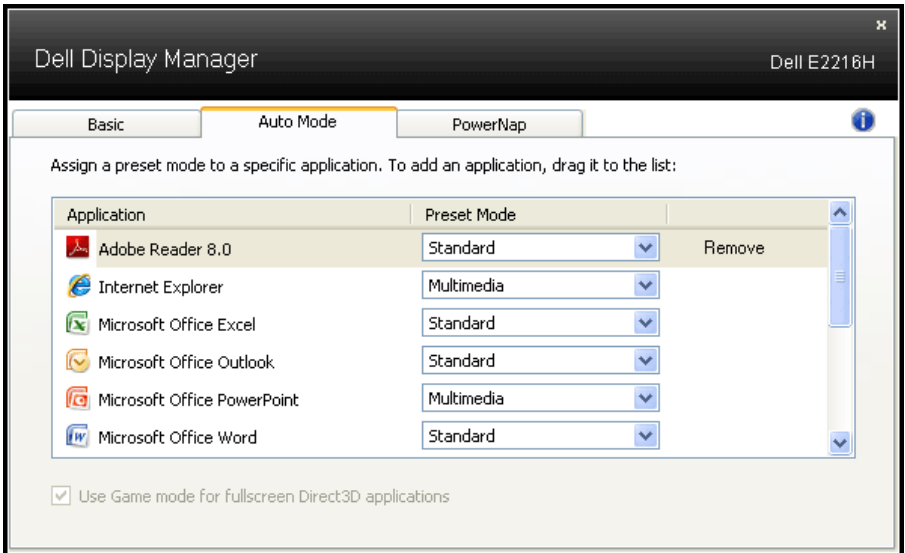 x
Dell Display Manager
Dell E2216H
Basic
Auto Mode
PowerNap
Assign a preset mode to a specific application. To add an application, drag it to the list:
Application Preset Mode
Adobe Reader 8.0 Standard Remove
Internet Explorer Multimedia
Microsoft Office Excel Standard
Microsoft Office Outlook Standard
Microsoft Office PowerPoint Multimedia
Microsoft Office Word Standard
Use Game mode for fullscreen Direct3D applications